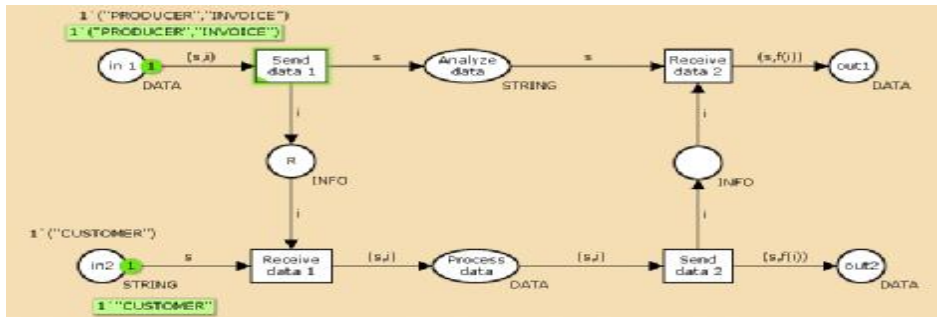 1`("PRODUCER","INVOICE")
1`("PRODUCER","INVOICE")
in 1
1
(s,i)
Send
data 1
s
Analyze
data
s
Receive
data 2
(s,f(i))
out1
DATA
STRING
DATA
i
i
R
INFO
INFO
i
i
1`("CUSTOMER")
in2
1
s
Receive
data 1
(s,i)
Process
data
(s,i)
Send
data 2
(s,f(i))
out2
STRING
DATA
DATA
1`"CUSTOMER"